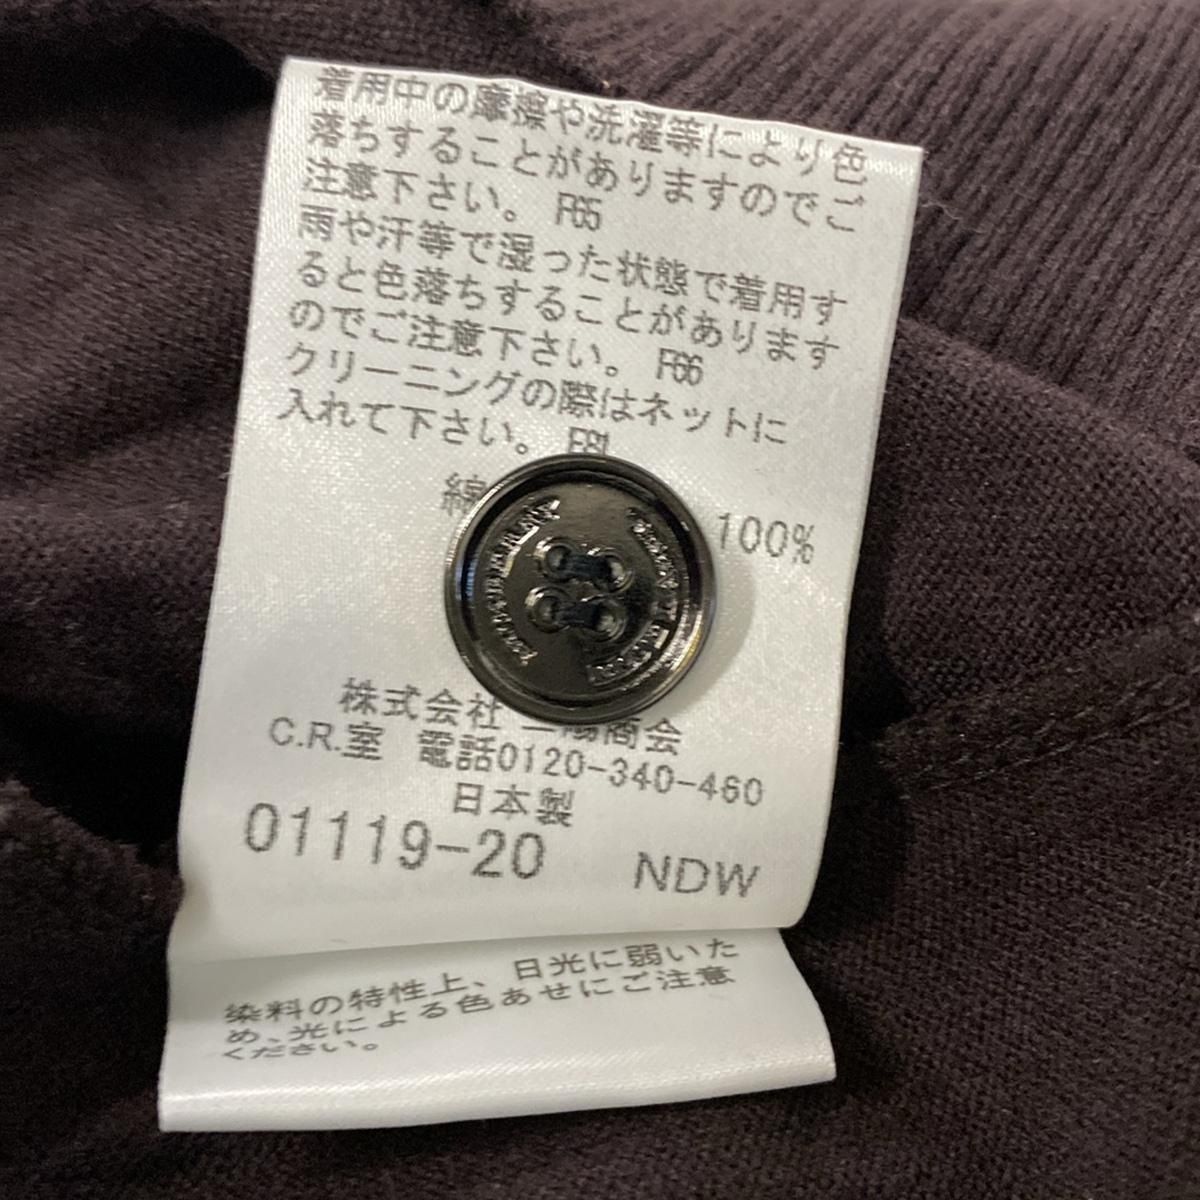 着用中の摩擦や洗濯等により色
落ちすることがありますのでご
注意下さい。 F65
雨や汗等で湿った状態で着用す
ると色落ちすることがあります
のでご注意下さい。 F66
クリーニングの際はネットに
入れて下さい。 F81
綿 100%
株式会社 三陽商会
C.R.室 電話0120-340-460
日本製
01119-20 NDW
染料の特性上、日光に弱いた
め、光による色あせにご注意
ください。